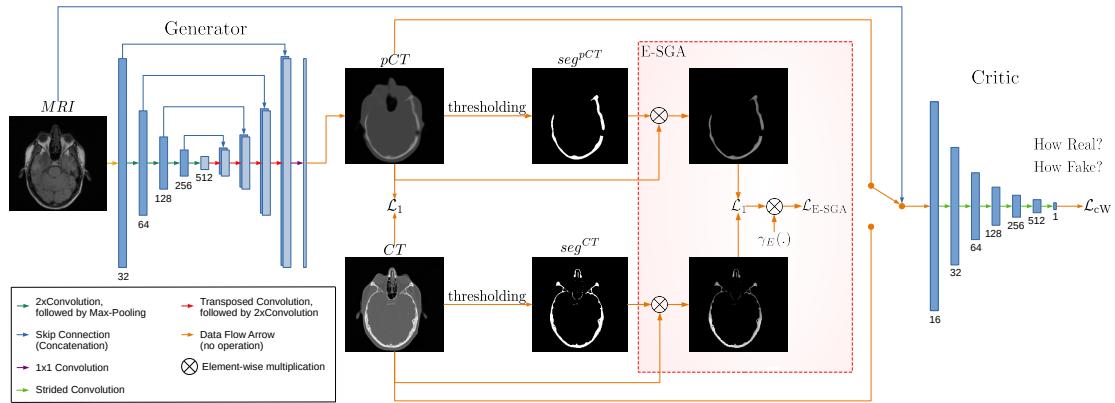 Generator
MRI
32
64
128
256
512
pCT
thresholding
seg^{pCT}
E-SGA
ℒ_1
ℒ_1
ℒ_{E-SGA}
γ_E(.)
CT
thresholding
seg^{CT}
Critic
How Real?
How Fake?
16
32
64
128
256
512
1
ℒ_{cW}
2xConvolution,
followed by Max-Pooling
Skip Connection
(Concatenation)
1x1 Convolution
Strided Convolution
Transposed Convolution,
followed by 2xConvolution
Data Flow Arrow
(no operation)
Element-wise multiplication